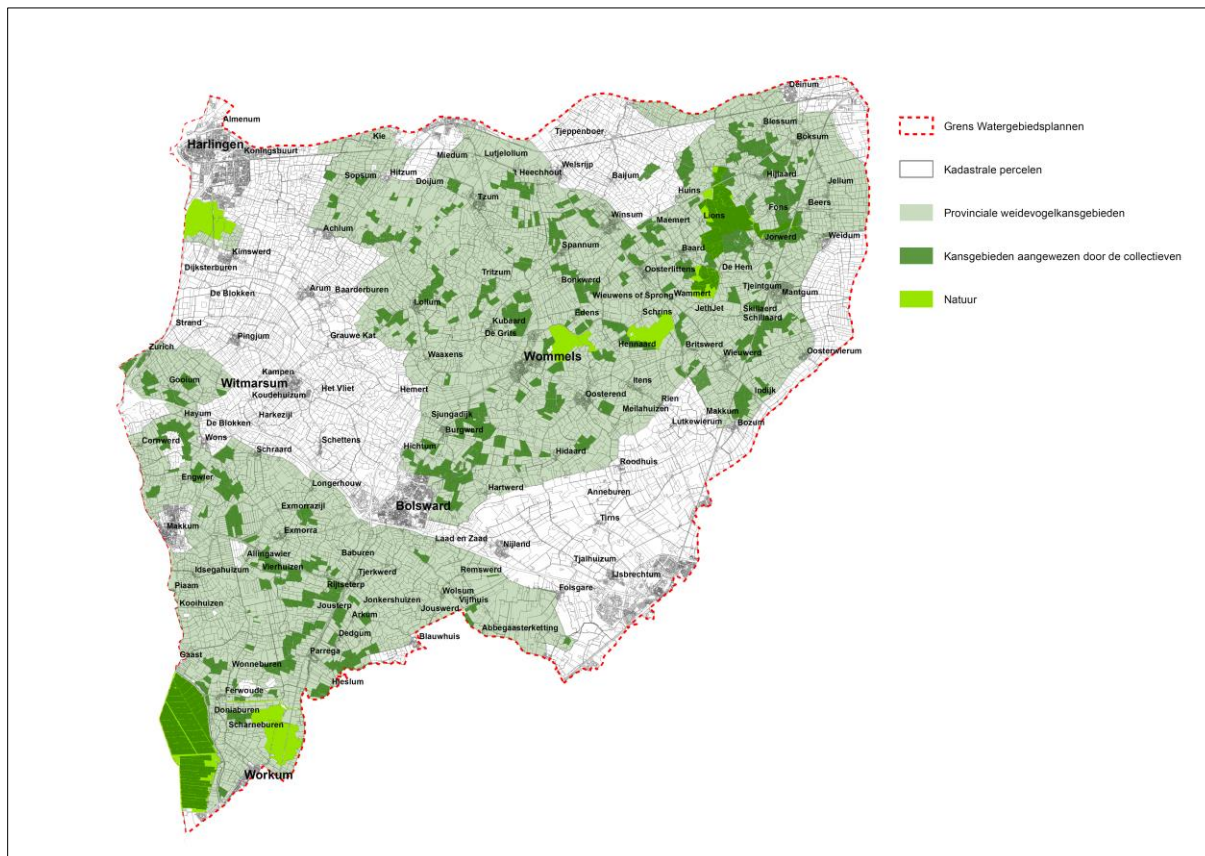 Deinum
Almenum
Blessum
Tjeppenboer
Boksum
Kie
Harlingen
Koningsbuurt
Miedum
Lutjelollum
Welsrijp
Sopsum
Hitzum
't Heechhout
Baijum
Hijlaard
Doijum
Jellum
Huins
Tzum
Beers
Fons
Winsum
Lions
Maemert
Achlum
Jorwerd
Weidum
Spannum
Baard
Kimswerd
Dijksterburen
Oosterlittens
De Hem
Tritzum
Bonkwerd
Tjeintgum
Arum
Baarderburen
Mantgum
De Blokken
Wieuwens of Sprong
Wammert
Lollum
Edens
Schrins
JethJet
Skillaerd
Kubaard
Schillaard
Strand
De Grits
Pingjum
Grauwe Kat
Hennaard
Britswerd
Zurich
Waaxens
Wommels
Wieuwerd
Oosterwierum
Kampen
Gooium
Witmarsum
Itens
Het Vliet
Hemert
Indijk
Koudehuizum
Oosterend
Rien
Meilahuizen
Makkum
Hayum
Harkezijl
Sjungadijk
Lutkewierum
Bozum
De Blokken
Burgwerd
Cornwerd
Wons
Schettens
Hichtum
Schraard
Hidaard
Roodhuis
Engwier
Longerhouw
Hartwerd
Anneburen
Exmorrazijl
Bolsward
Makkum
Tirns
Exmorra
Laad en Zaad
Nijland
Allingawier
Baburen
Tjalhuizum
Idsegahuizum
Vierhuizen
Tjerkwerd
Remswerd
IJsbrechtum
Piaam
Rijtseterp
Folsgare
Wolsum
Kooihuizen
Jousterp
Jonkershuizen
Vijfhuis
Jouswerd
Atkum
Abbegaasterketting
Dedgum
Blauwhuis
Gaast
Parrega
Wonneburen
Hieslum
Ferwoude
Doniaburen
Scharneburen
Workum
Grens Watergebiedsplannen
Kadastrale percelen
Provinciale weidevogelkansgebieden
Kansgebieden aangewezen door de collectieven
Natuur